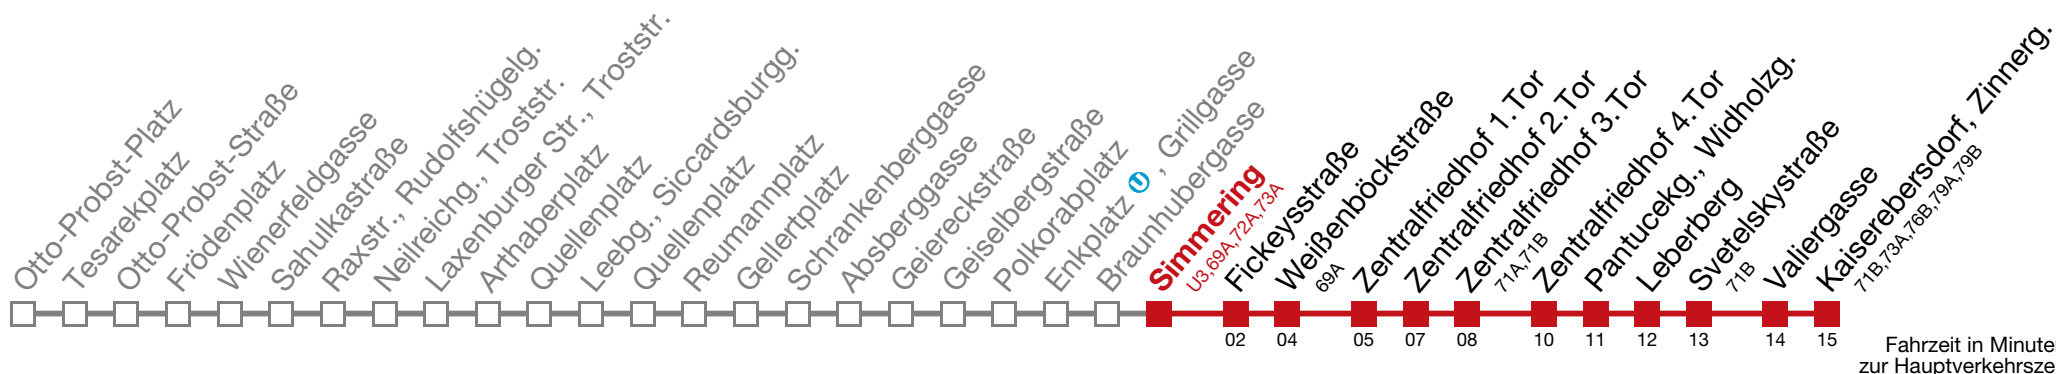 Otto-Probst-Platz
Tesarekplatz
Otto-Probst-Straße
Frödenplatz
Wienerfeldgasse
Sahulkastraße
Raxstr., Rudolfshügelg.
Neilreichg., Troststr.
Laxenburger Str., Troststr.
Arthaberplatz
Quellenplatz
Leebg., Siccardsburgg.
Quellenplatz
Reumannplatz
Gellertplatz
Schrankenberggasse
Absberggasse
Geiereckstraße
Geiselbergstraße
Polkorabplatz
Enkplatz U, Grillgasse
Braunhubergasse
Simmering
U3,69A,72A,73A
Fickeysstraße
Weißenböckstraße
69A
Zentralfriedhof 1.Tor
Zentralfriedhof 2.Tor
Zentralfriedhof 3.Tor
71A,71B
Zentralfriedhof 4.Tor
Pantucekg., Widholzg.
Leberberg
Svetelskystraße
71B
Valiergasse
Kaiserebersdorf, Zinnerg.
71B,73A,76B,79A,79B
02 04 05 07 08 10 11 12 13 14 15
Fahrzeit in Minuten
zur Hauptverkehrsze